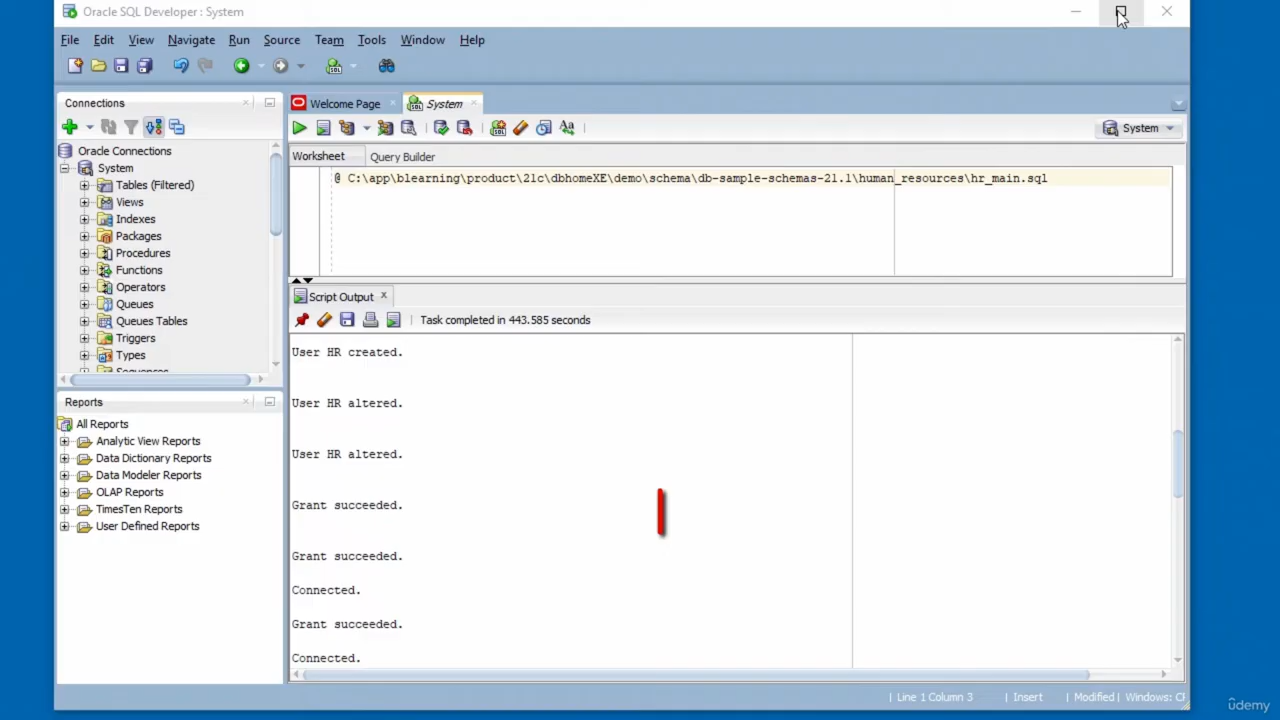 Oracle SQL Developer : System
File Edit View Navigate Run Source Team Tools Window Help
Connections
Oracle Connections
System
Tables (Filtered)
Views
Indexes
Packages
Procedures
Functions
Operators
Queues
Queues Tables
Triggers
Types
Reports
All Reports
Analytic View Reports
Data Dictionary Reports
Data Modeler Reports
OLAP Reports
TimesTen Reports
User Defined Reports
Welcome Page
System
System
Worksheet Query Builder
@ C:\app\blearning\product\21c\dbhomeXE\demo\schema\db-sample-schemas-21.1\human_resources\hr_main.sql
Script Output
Task completed in 443.585 seconds
User HR created.
User HR altered.
User HR altered.
Grant succeeded.
Grant succeeded.
Connected.
Grant succeeded.
Connected.
Line 1 Column 3 | Insert | Modified | Windows:
ûdemy